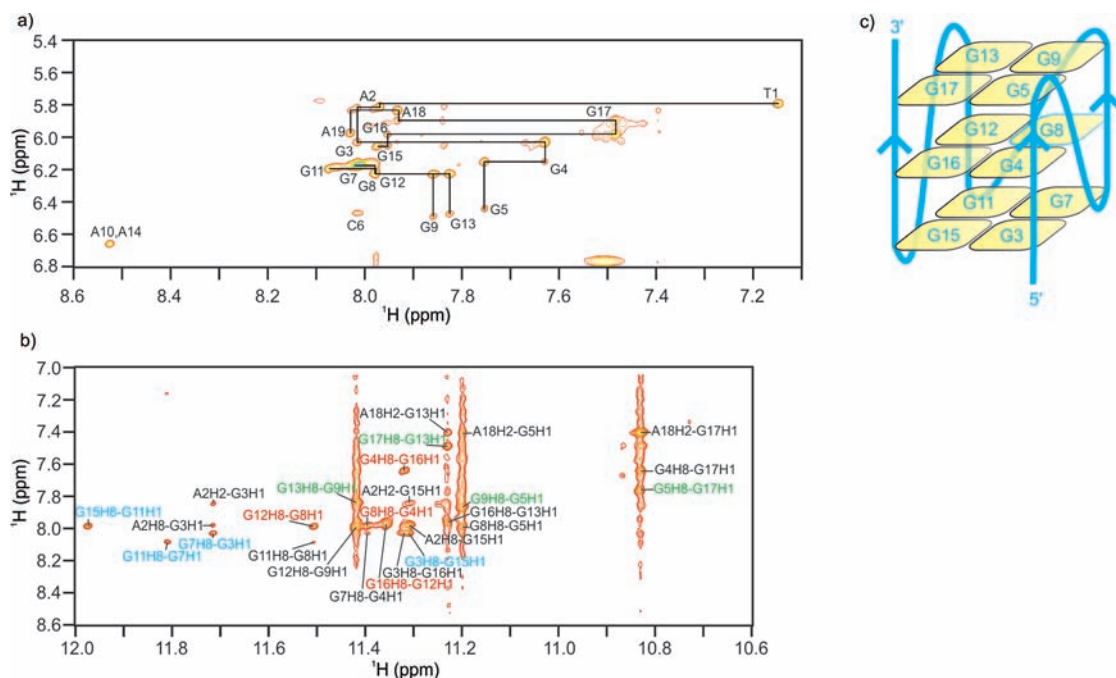 a)
5.4
5.6
5.8
6.0
6.2
6.4
6.6
6.8
¹H (ppm)
A2
T1
A18
G17
A19
G16
G3
G15
G4
G11
G7
G12
G8
C6
G9
G13
G5
A10,A14
8.6 8.4 8.2 8.0 7.8 7.6 7.4 7.2
¹H (ppm)
c)
3'
G13 G9
G17 G5
G12 G8
G16 G4
G11 G7
G15 G3
5'
b)
7.0
7.2
7.4
7.6
7.8
8.0
8.2
8.4
8.6
¹H (ppm)
A18H2-G13H1
A18H2-G5H1
A18H2-G17H1
G17H8-G13H1
G4H8-G16H1
G4H8-G17H1
A2H2-G3H1
G13H8-G9H1
A2H2-G15H1
G9H8-G5H1
G5H8-G17H1
G15H8-G11H1
G12H8-G8H1
G8H8-G4H1
G16H8-G13H1
A2H8-G3H1
G8H8-G5H1
G7H8-G3H1
A2H8-G15H1
G11H8-G7H1
G11H8-G8H1
G12H8-G9H1
G3H8-G15H1
G3H8-G16H1
G7H8-G4H1
G16H8-G12H1
12.0 11.8 11.6 11.4 11.2 11.0 10.8 10.6
¹H (ppm)